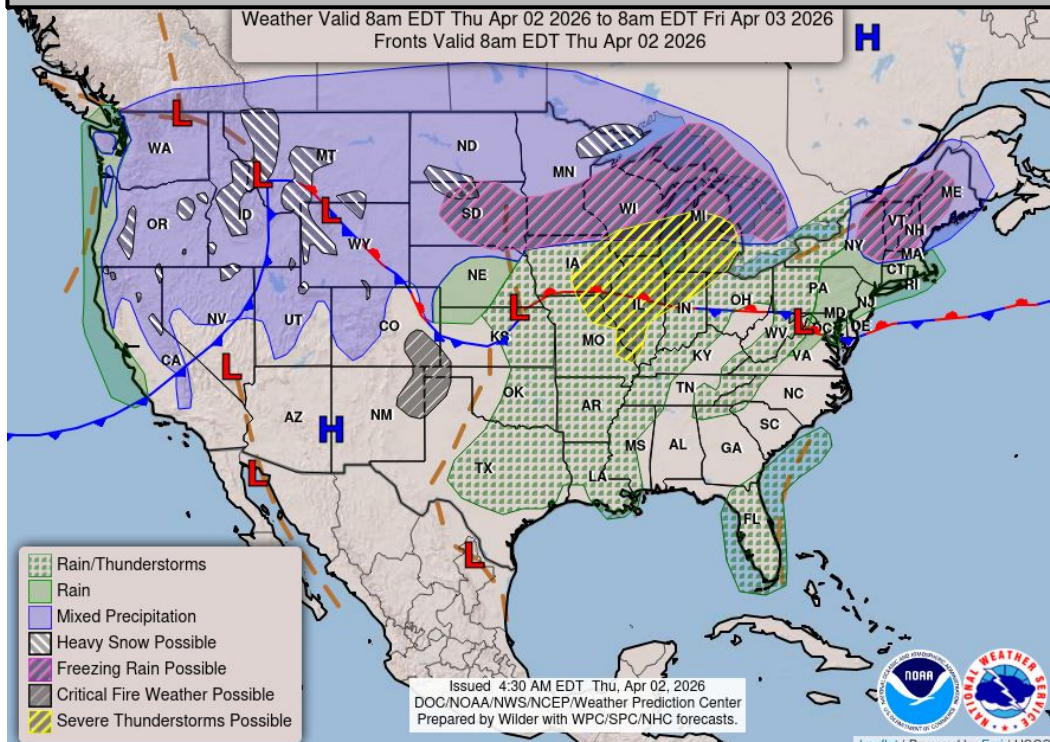 Weather Valid 8am EDT Thu Apr 02 2026 to 8am EDT Fri Apr 03 2026
Fronts Valid 8am EDT Thu Apr 02 2026
H
L
WA
MT
ND
MN
ME
L
VT
NH
OR
ID
L
SD
WI
MI
NY
MA
WY
CT
RI
IA
NE
PA
NV
UT
CO
L
IL
IN
OH
NJ
MD
L
DC
DE
KS
MO
WV
VA
CA
L
KY
AZ
H
NM
OK
AR
TN
NC
SC
L
TX
LA
MS
AL
GA
FL
L
Rain/Thunderstorms
Rain
Mixed Precipitation
Heavy Snow Possible
Freezing Rain Possible
Critical Fire Weather Possible
Severe Thunderstorms Possible
Issued 4:30 AM EDT Thu, Apr 02, 2026
DOC/NOAA/NWS/NCEP/Weather Prediction Center
Prepared by Wilder with WPC/SPC/NHC forecasts.
NOAA
NATIONAL WEATHER SERVICE